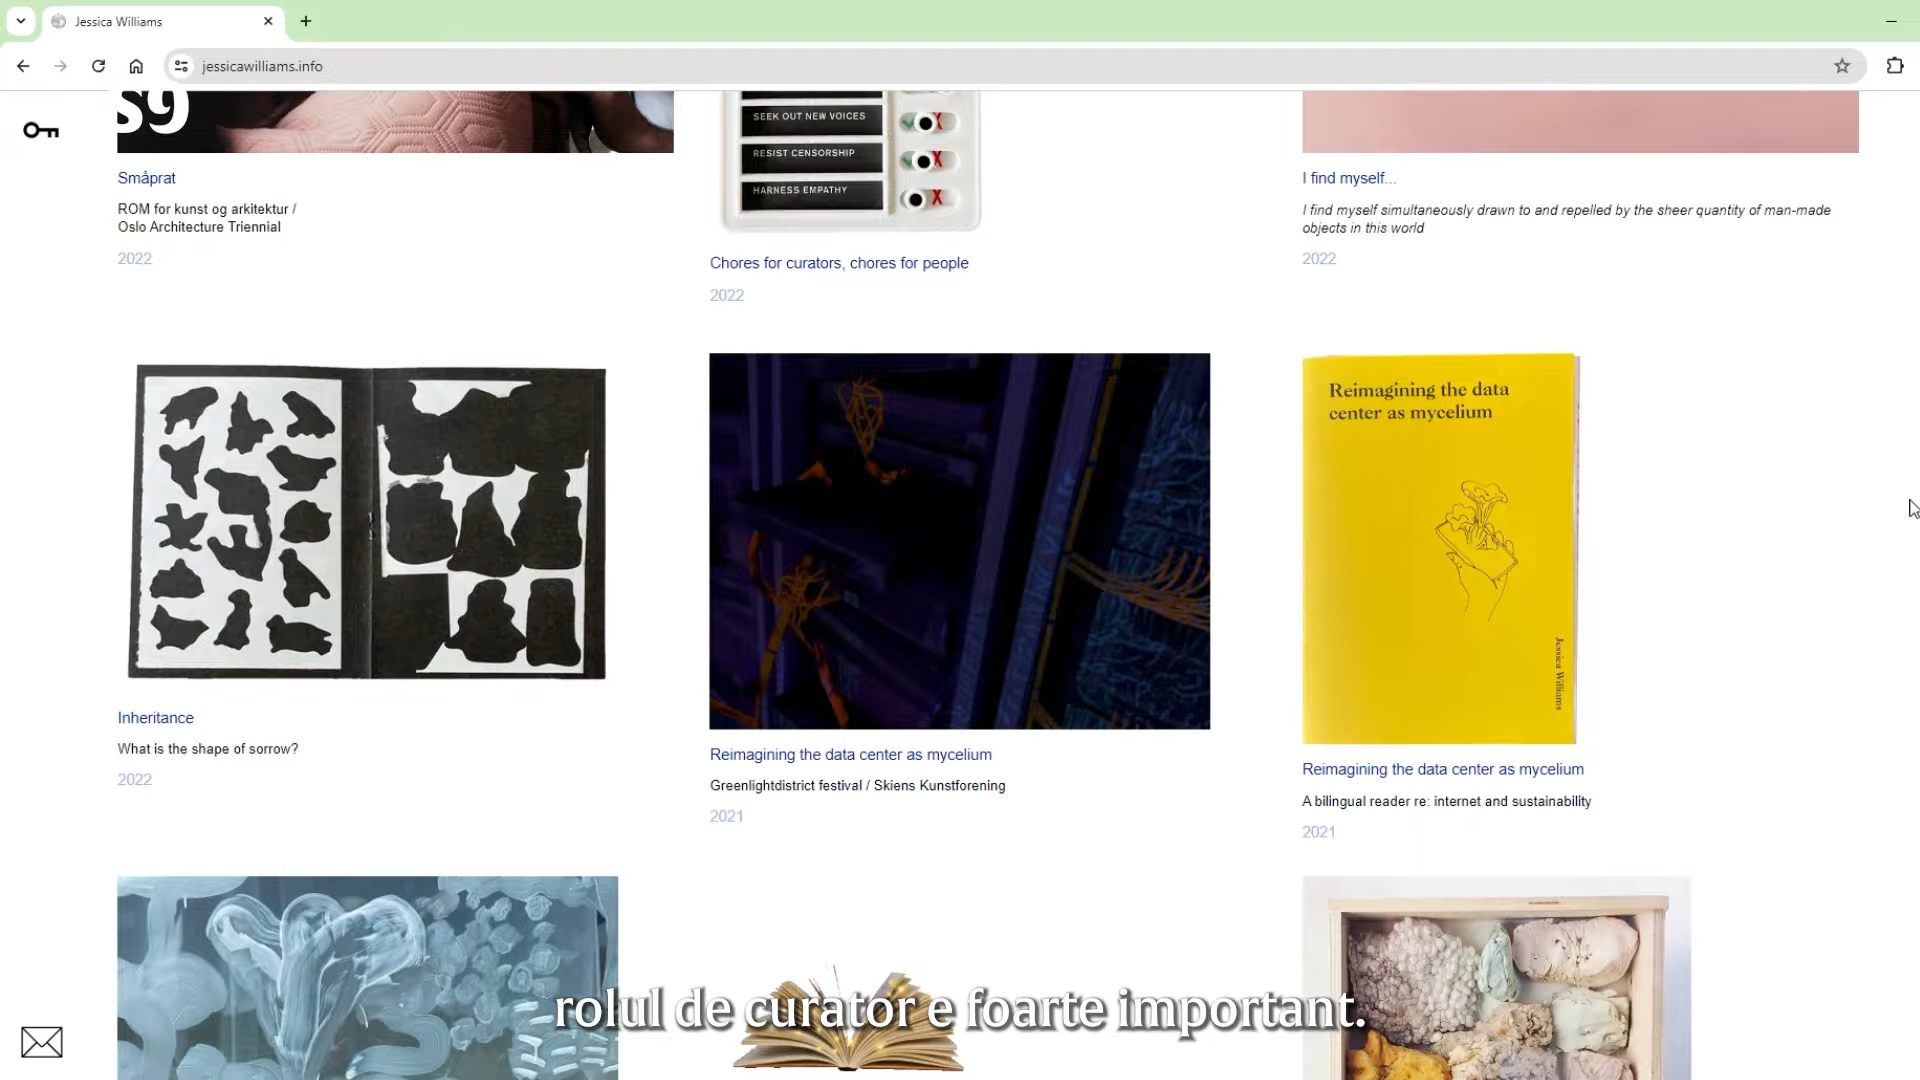 Jessica Williams
jessicawilliams.info
s9
SEEK OUT NEW VOICES
RESIST CENSORSHIP
HARNESS EMPATHY
Småprat
ROM for kunst og arkitektur /
Oslo Architecture Triennial
2022
Chores for curators, chores for people
2022
I find myself...
I find myself simultaneously drawn to and repelled by the sheer quantity of man-made
objects in this world
2022
Reimagining the data
center as mycelium
Jessica Williams
Inheritance
What is the shape of sorrow?
2022
Reimagining the data center as mycelium
Greenlightdistrict festival / Skiens Kunstforening
2021
Reimagining the data center as mycelium
A bilingual reader re: internet and sustainability
2021
rolul de curator e foarte important.